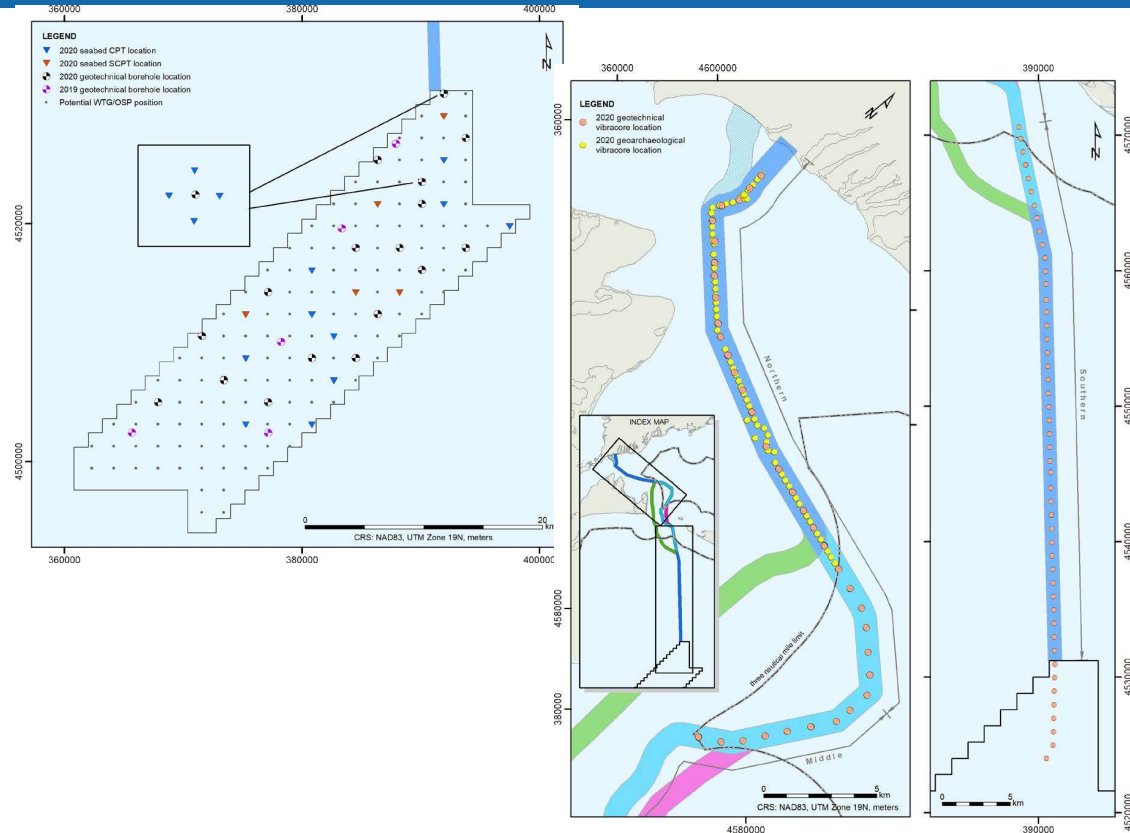 360000
380000
400000
LEGEND
2020 seabed CPT location
2020 seabed SCPT location
2020 geotechnical borehole location
2019 geotechnical borehole location
Potential WTG/OSP position
N
4520000
4500000
0
20
km
CRS: NAD83, UTM Zone 19N, meters
360000
380000
400000
360000
4600000
360000
LEGEND
2020 geotechnical
vibracore location
2020 geoarchaeological
vibracore location
N
Northern
INDEX MAP
4580000
three nautical mile limit
380000
Middle
0
5
km
CRS: NAD83, UTM Zone 19N, meters
4580000
390000
N
4570000
4560000
Southern
4550000
4540000
4530000
0
5
km
4520000
390000